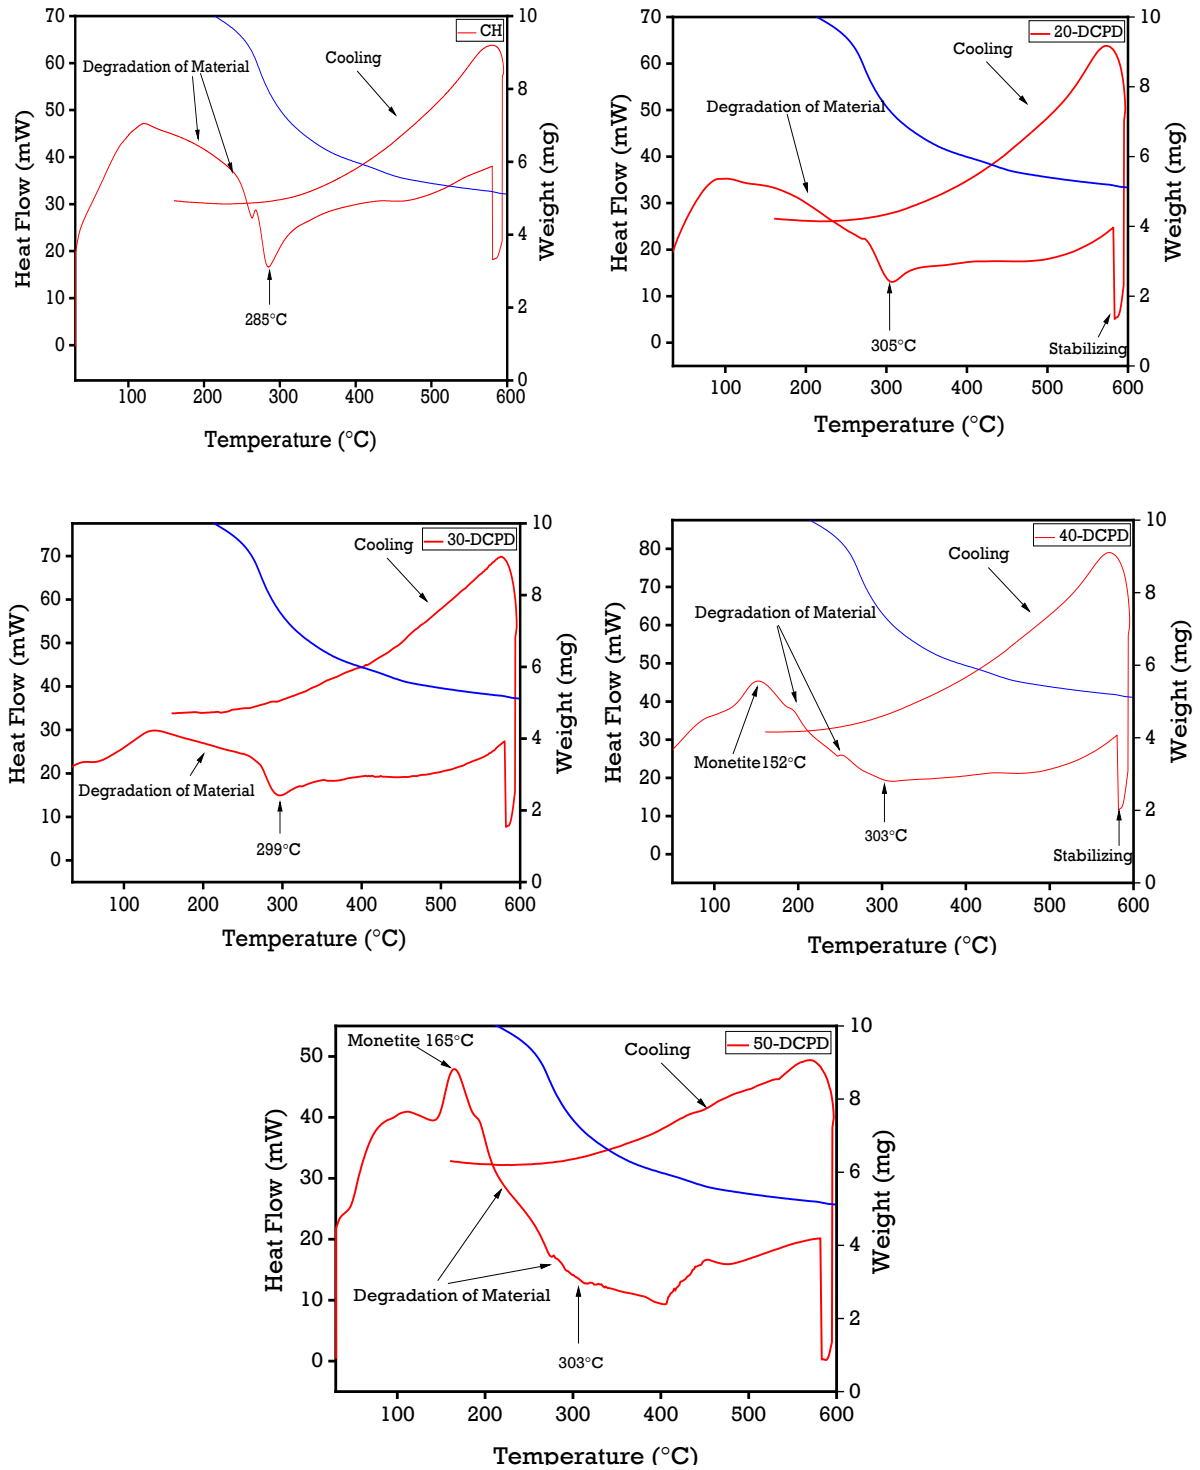 CH
Cooling
Degradation of Material
285°C
70
60
50
40
30
20
10
0
10
8
6
4
2
0
100 200 300 400 500 600
Heat Flow (mW)
Weight (mg)
Temperature (°C)
20-DCPD
Cooling
Degradation of Material
305°C
Stabilizing
70
60
50
40
30
20
10
0
10
8
6
4
2
0
100 200 300 400 500 600
Heat Flow (mW)
Weight (mg)
Temperature (°C)
30-DCPD
Cooling
Degradation of Material
299°C
70
60
50
40
30
20
10
0
10
8
6
4
2
0
100 200 300 400 500 600
Heat Flow (mW)
Weight (mg)
Temperature (°C)
40-DCPD
Cooling
Degradation of Material
Monetite 152°C
303°C
Stabilizing
80
70
60
50
40
30
20
10
0
10
8
6
4
2
0
100 200 300 400 500 600
Heat Flow (mW)
Weight (mg)
Temperature (°C)
Monetite 165°C
50-DCPD
Cooling
Degradation of Material
303°C
50
40
30
20
10
0
10
8
6
4
2
0
100 200 300 400 500 600
Heat Flow (mW)
Weight (mg)
Temperature (°C)